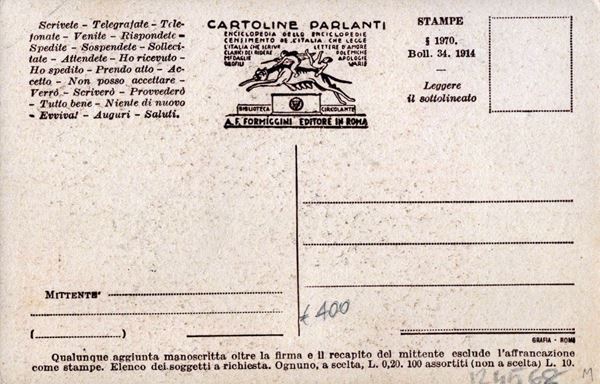 Scrivete - Telegrafate - Tele-
fonate - Venite - Rispondete =
Spedite - Sospendete - Solleci-
tate - Attendete - Ho ricevuto -
Ho spedito - Prendo atto - Ac-
cetto - Non posso accettare -
Verrò - Scriverò - Provvederò
- Tutto bene - Niente di nuovo
- Evviva! - Auguri - Saluti.
CARTOLINE PARLANTI
ENCICLOPEDIA DELLE ENCICLOPEDIE
CENSIMENTO DE L'ITALIA CHE LEGGE
L'ITALIA CHE SCRIVE LETTERE D'AMORE
CLASSICI DEL RIDERE POLEMICHE
MEDAGLIE APOLOGIE
PROFILI VARIE
BIBLIOTECA CIRCOLANTE
A. F. FORMIGGINI EDITORE IN ROMA
STAMPE
§ 1970.
Boll. 34. 1914
Leggere
il sottolineato
MITTENTE
(..................)
€ 400
GRAFIA - ROMA
Qualunque aggiunta manoscritta oltre la firma e il recapito del mittente esclude l'affrancazione
come stampe. Elenco dei soggetti a richiesta. Ognuno, a scelta, L. 0,20. 100 assortiti (non a scelta) L. 10.
M